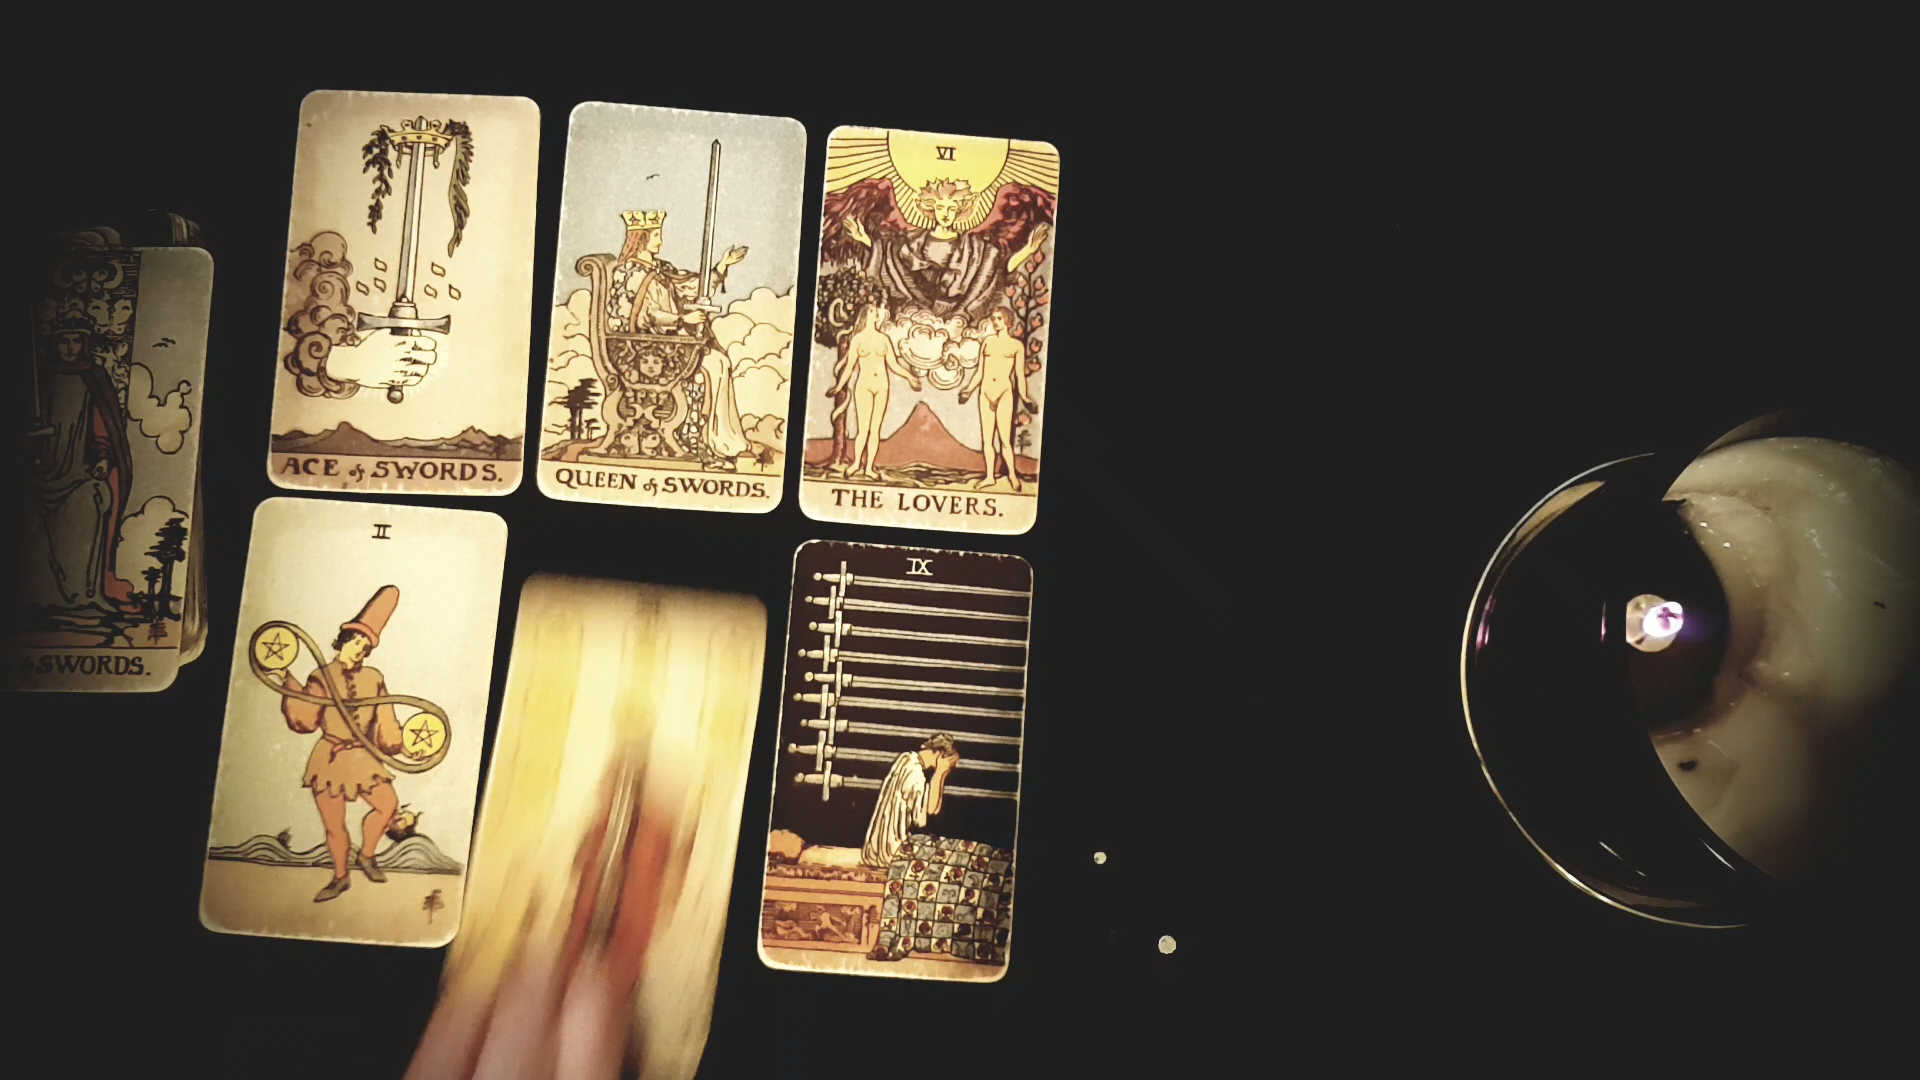 ACE of SWORDS.
QUEEN of SWORDS.
VI
THE LOVERS.
SWORDS.
II
IX